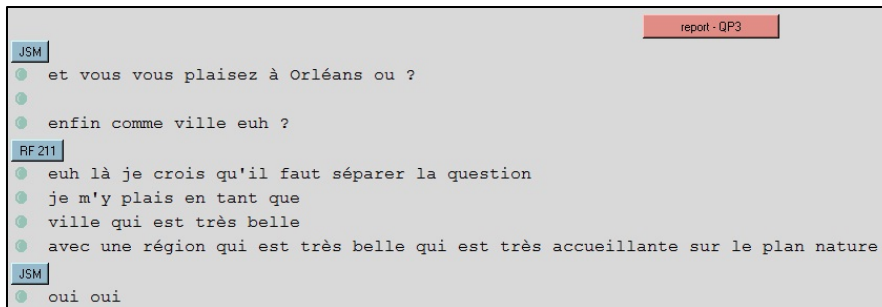 report - QP3
JSM
et vous vous plaisez à Orléans ou ?
enfin comme ville euh ?
RF 211
euh là je crois qu'il faut séparer la question
je m'y plais en tant que
ville qui est très belle
avec une région qui est très belle qui est très accueillante sur le plan nature
JSM
oui oui